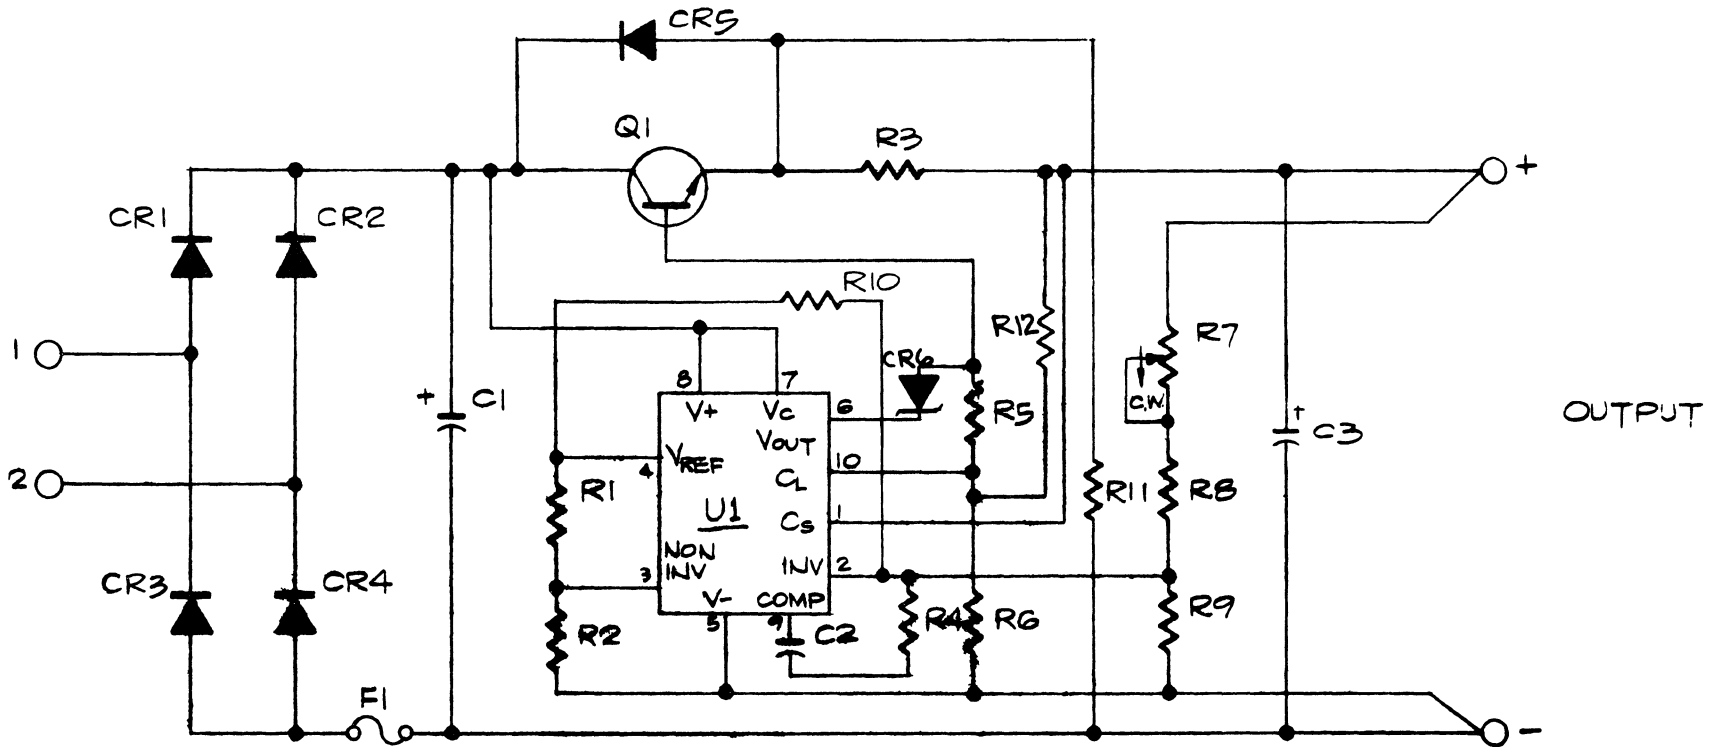 CR5
Q1
R3
+
CR1
CR2
R10
R12
R7
1
CR6
C.W.
+
C1
8
7
6
V+
VC
VOUT
R5
+
C3
OUTPUT
4
VREF
10
CL
2
R1
U1
CS
1
R11
R8
NON
INV
3
INV
2
CR3
CR4
V-
COMP
5
9
R2
C2
R4
R6
R9
F1
-